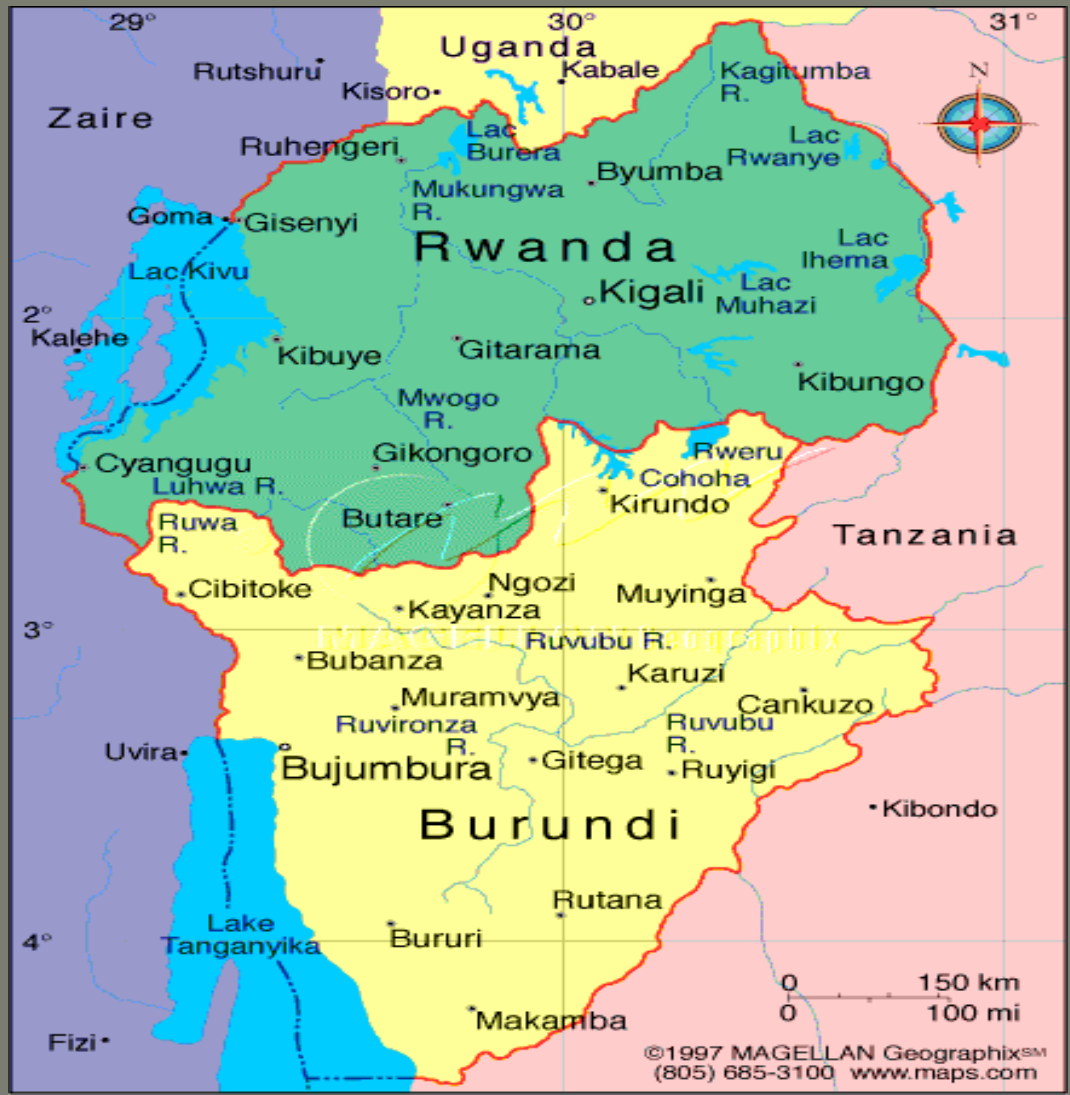 29°
30°
31°
Uganda
Rutshuru
Kabale
Kagitumba
R.
N
Kisoro
Zaire
Lac
Burera
Lac
Rwanye
Ruhengeri
Byumba
Mukungwa
R.
Goma
Gisenyi
Rwanda
Lac
Ihema
Lac Kivu
Lac
Muhazi
Kigali
2°
Kalehe
Kibuye
Gitarama
Kibungo
Mwogo
R.
Gikongoro
Rweru
Cyangugu
Cohoha
Luhwa R.
Kirundo
Ruwa
R.
Butare
Tanzania
Cibitoke
Ngozi
Muyinga
Kayanza
3°
Geographix
Ruvubu R.
Bubanza
Karuzi
Muramvya
Cankuzo
Ruvironza
R.
Ruvubu
R.
Uvira
Bujumbura
Gitega
Ruyigi
Burundi
Kibondo
Rutana
Lake
Tanganyika
4°
Bururi
0 150 km
0 100 mi
Makamba
Fizi
©1997 MAGELLAN Geographix℠
(805) 685-3100 www.maps.com